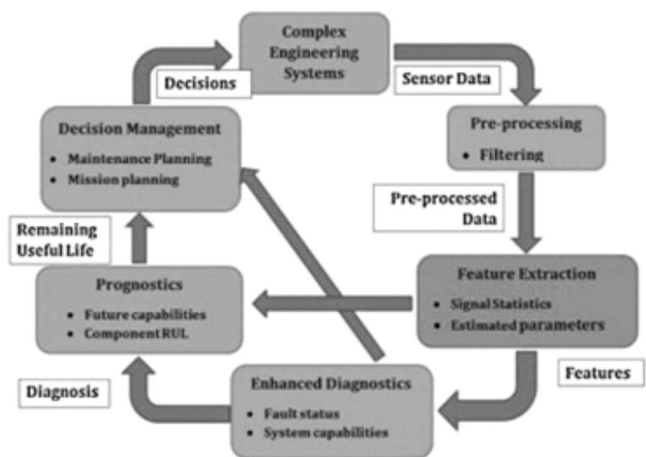 Complex
Engineering
Systems
Decisions
Sensor Data
Decision Management
• Maintenance Planning
• Mission planning
Pre-processing
• Filtering
Pre-processed
Data
Remaining
Useful Life
Prognostics
• Future capabilities
• Component RUL
Feature Extraction
• Signal Statistics
• Estimated parameters
Diagnosis
Enhanced Diagnostics
• Fault status
• System capabilities
Features